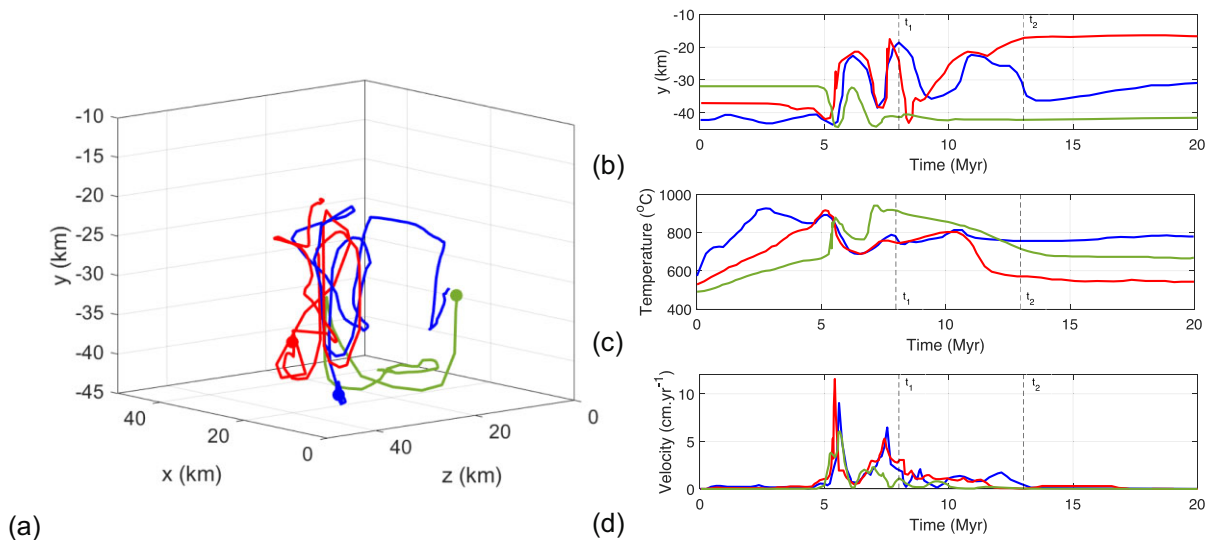 -10
-15
-20
-25
-30
-35
-40
-45
y (km)
40
20
0
x (km)
40
20
0
z (km)
(a)
-10
-20
-30
-40
y (km)
t1
t2
0
5
10
15
20
Time (Myr)
(b)
1000
800
600
400
Temperature (°C)
t1
t2
0
5
10
15
20
Time (Myr)
(c)
10
5
0
Velocity (cm.yr-1)
t1
t2
0
5
10
15
20
Time (Myr)
(d)